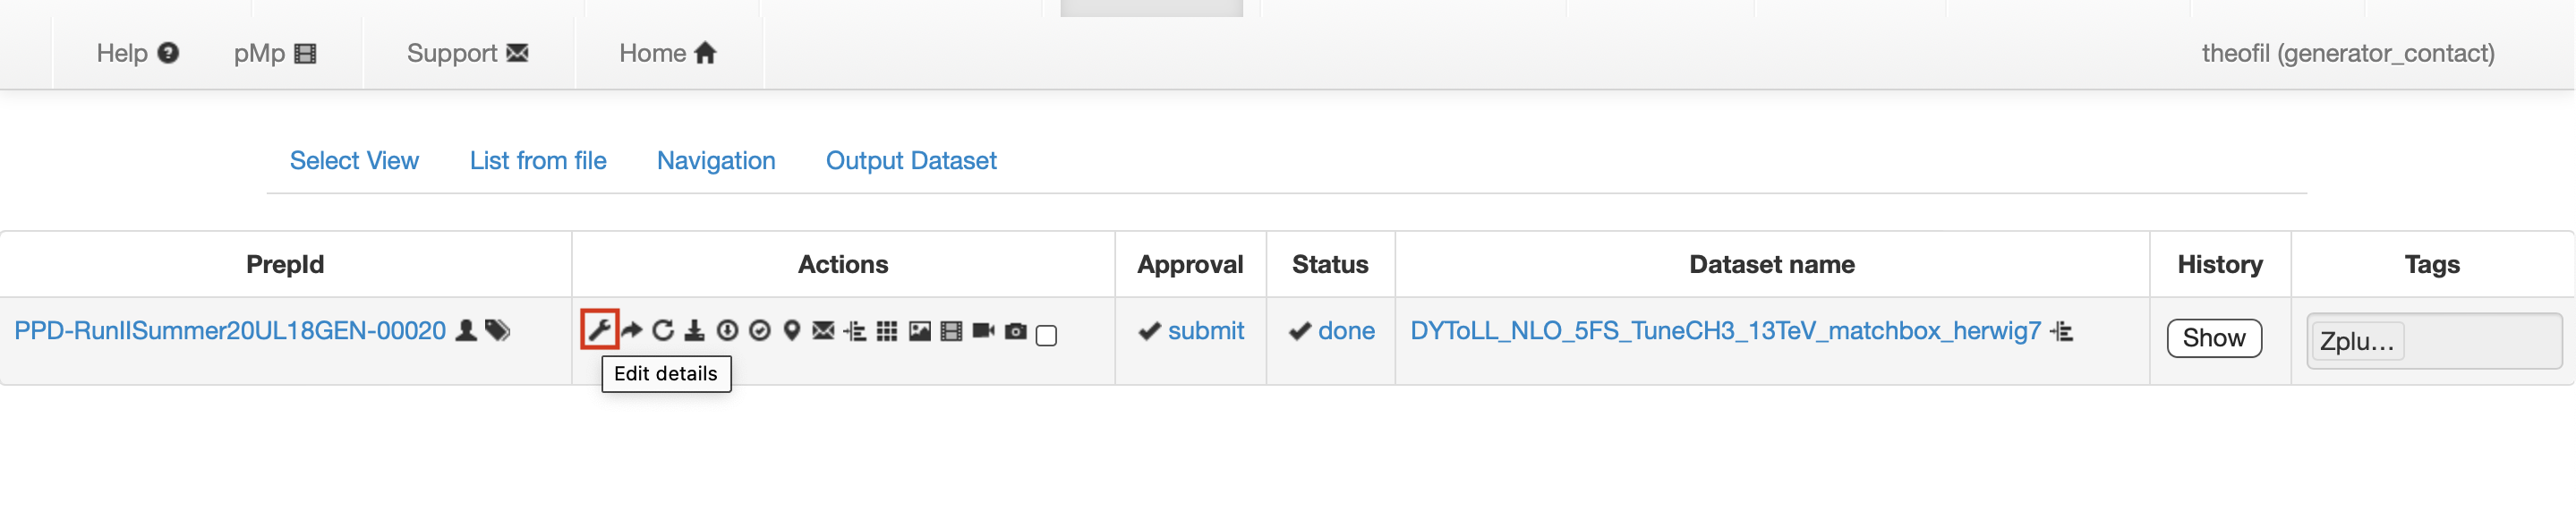 Help pMp Support Home theofil (generator_contact)
Select View List from file Navigation Output Dataset
PrepId Actions Approval Status Dataset name History Tags
PPD-RunIISummer20UL18GEN-00020 submit done DYToLL_NLO_5FS_TuneCH3_13TeV_matchbox_herwig7 Show Zplu...
Edit details